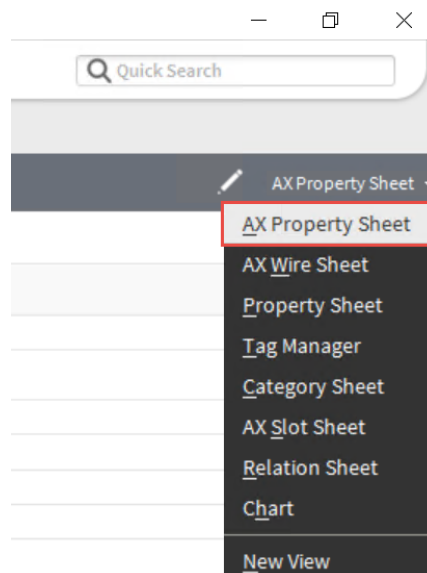 Quick Search
AX Property Sheet
AX Property Sheet
AX Wire Sheet
Property Sheet
Tag Manager
Category Sheet
AX Slot Sheet
Relation Sheet
Chart
New View